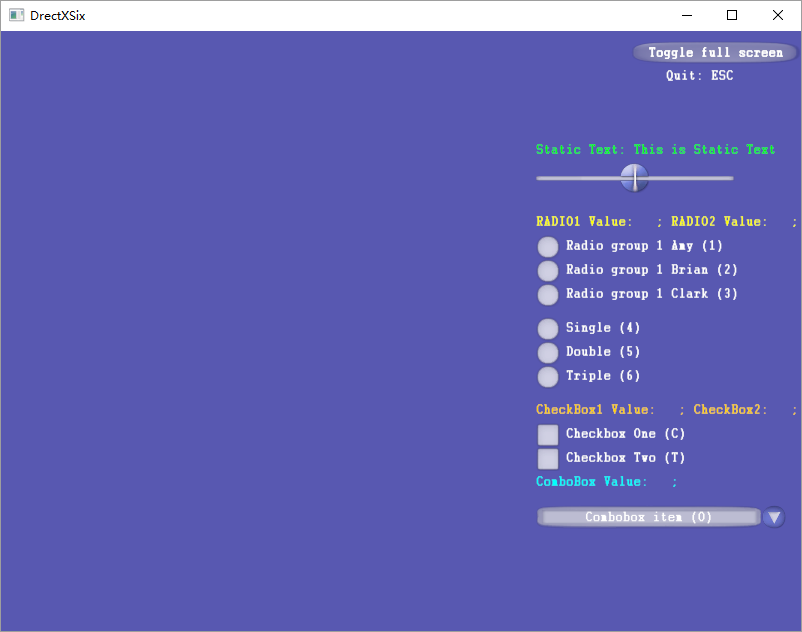 DrectXSix
Toggle full screen
Quit: ESC
Static Text: This is Static Text
RADIO1 Value:   ; RADIO2 Value:   ;
Radio group 1 Amy (1)
Radio group 1 Brian (2)
Radio group 1 Clark (3)
Single (4)
Double (5)
Triple (6)
CheckBox1 Value:   ; CheckBox2:   ;
Checkbox One (C)
Checkbox Two (T)
ComboBox Value:   ;
Combobox item (O)